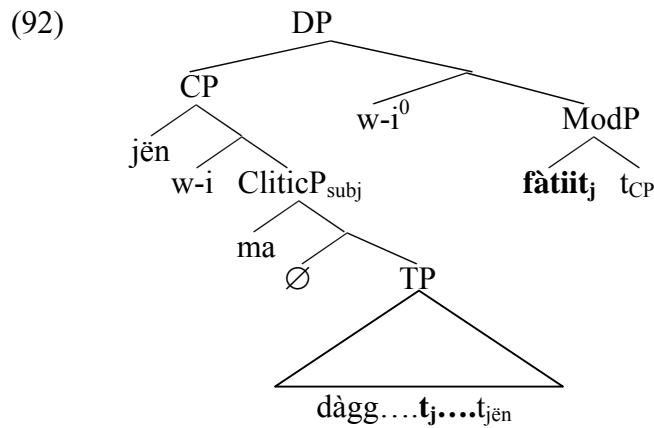 (92) DP
CP w-i⁰ ModP
jën w-i CliticPsubj fàtiitj tCP
ma
∅ TP
dàgg….tj….tjën